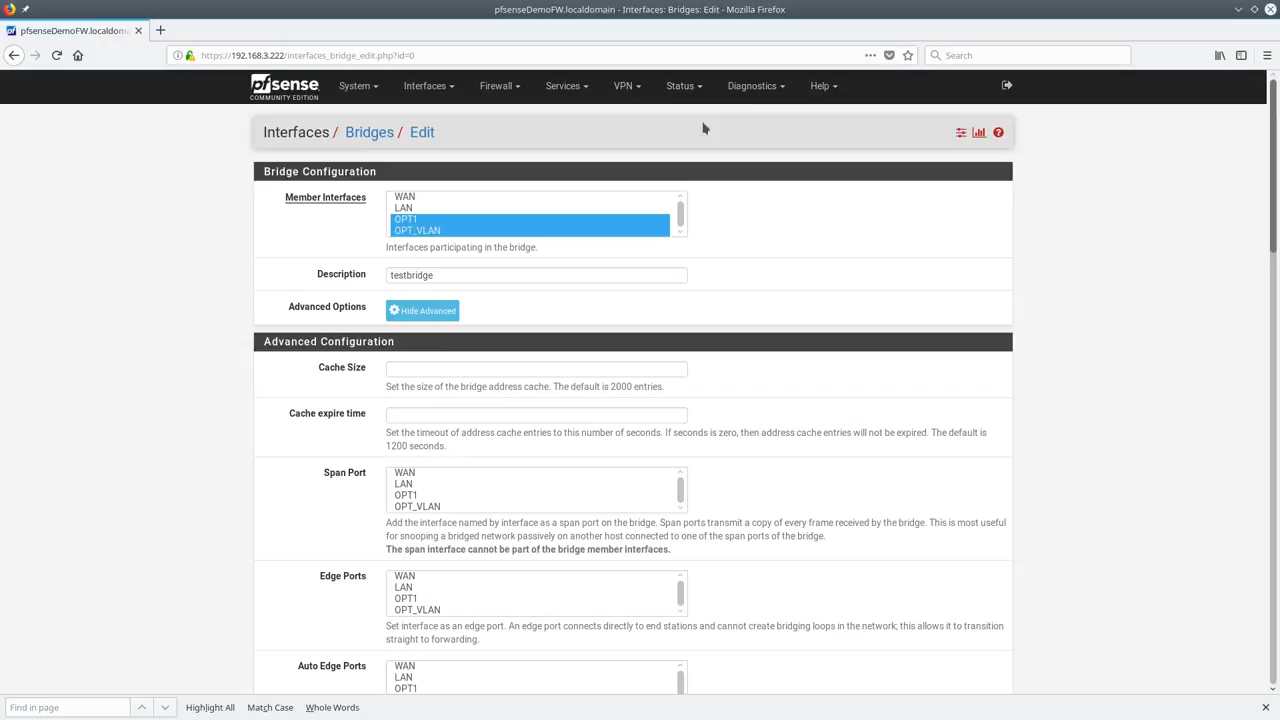 pfsenseDemoFW.localdomain - Interfaces: Bridges: Edit - Mozilla Firefox
pfsenseDemoFW.localdoma
https://192.168.3.222/interfaces_bridge_edit.php?id=0
Search
pfsense
COMMUNITY EDITION
System
Interfaces
Firewall
Services
VPN
Status
Diagnostics
Help
Interfaces / Bridges / Edit
Bridge Configuration
Member Interfaces
WAN
LAN
OPT1
OPT_VLAN
Interfaces participating in the bridge.
Description
testbridge
Advanced Options
Hide Advanced
Advanced Configuration
Cache Size
Set the size of the bridge address cache. The default is 2000 entries.
Cache expire time
Set the timeout of address cache entries to this number of seconds. If seconds is zero, then address cache entries will not be expired. The default is
1200 seconds.
Span Port
WAN
LAN
OPT1
OPT_VLAN
Add the interface named by interface as a span port on the bridge. Span ports transmit a copy of every frame received by the bridge. This is most useful
for snooping a bridged network passively on another host connected to one of the span ports of the bridge.
The span interface cannot be part of the bridge member interfaces.
Edge Ports
WAN
LAN
OPT1
OPT_VLAN
Set interface as an edge port. An edge port connects directly to end stations and cannot create bridging loops in the network; this allows it to transition
straight to forwarding.
Auto Edge Ports
WAN
LAN
OPT1
Find in page
Highlight All
Match Case
Whole Words